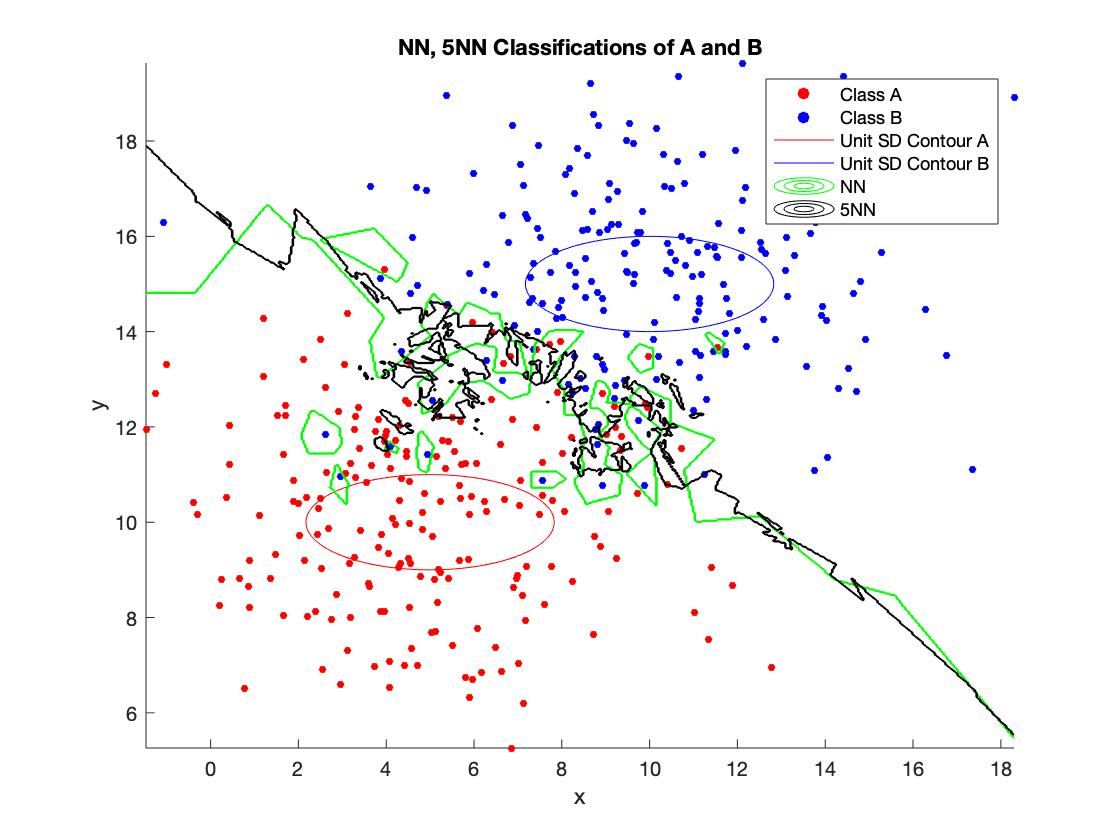 NN, 5NN Classifications of A and B
Class A
Class B
Unit SD Contour A
Unit SD Contour B
NN
5NN
18
16
14
12
10
8
6
y
0 2 4 6 8 10 12 14 16 18
x